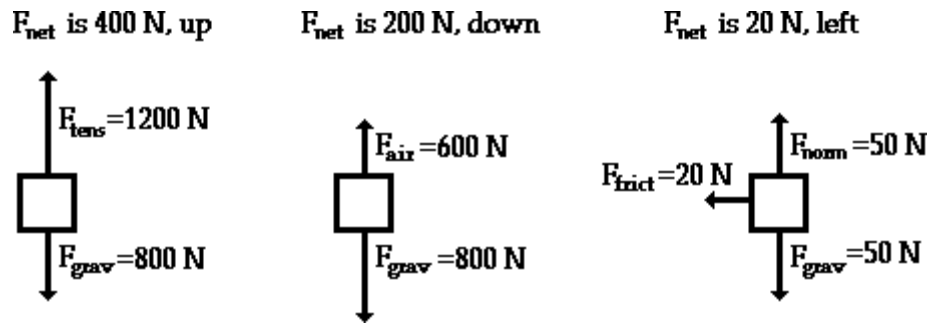 Fnet is 400 N, up
Fnet is 200 N, down
Fnet is 20 N, left
Ftens=1200 N
Fair=600 N
Fnorm=50 N
Ffrict=20 N
Fgrav=800 N
Fgrav=800 N
Fgrav=50 N